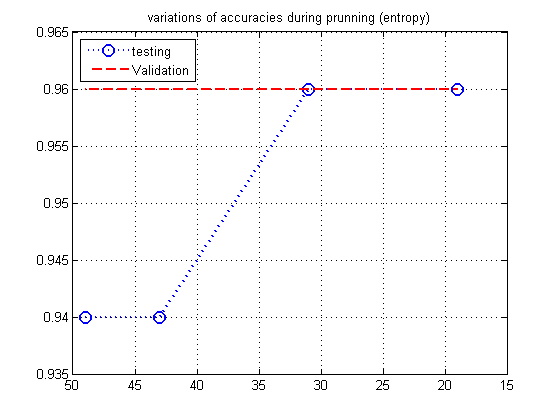 variations of accuracies during prunning (entropy)
0.965
testing
Validation
0.96
0.955
0.95
0.945
0.94
0.935
50 45 40 35 30 25 20 15